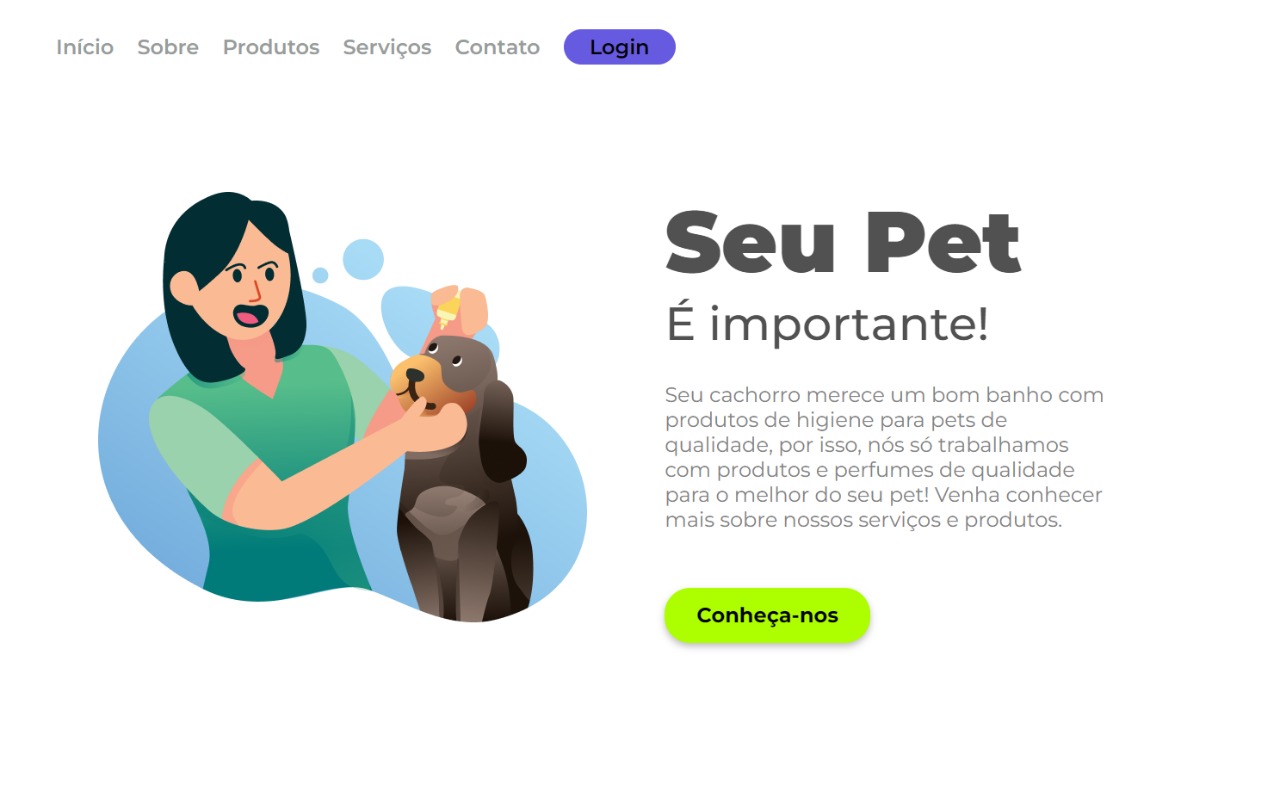 Início Sobre Produtos Serviços Contato Login
Seu Pet
É importante!
Seu cachorro merece um bom banho com
produtos de higiene para pets de
qualidade, por isso, nós só trabalhamos
com produtos e perfumes de qualidade
para o melhor do seu pet! Venha conhecer
mais sobre nossos serviços e produtos.
Conheça-nos